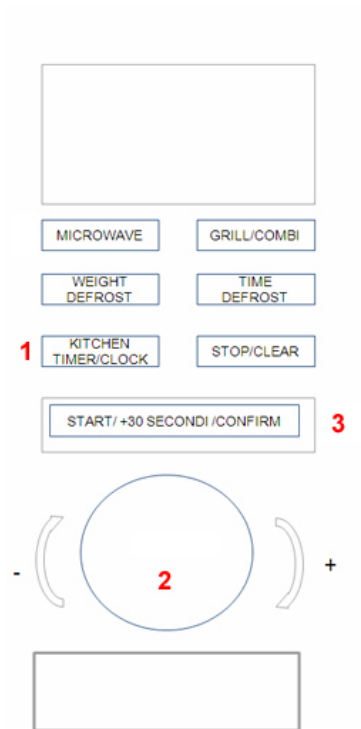 MICROWAVE
GRILL/COMBI
WEIGHT
DEFROST
TIME
DEFROST
1
KITCHEN
TIMER/CLOCK
STOP/CLEAR
START/ +30 SECONDI /CONFIRM
3
-
2
+